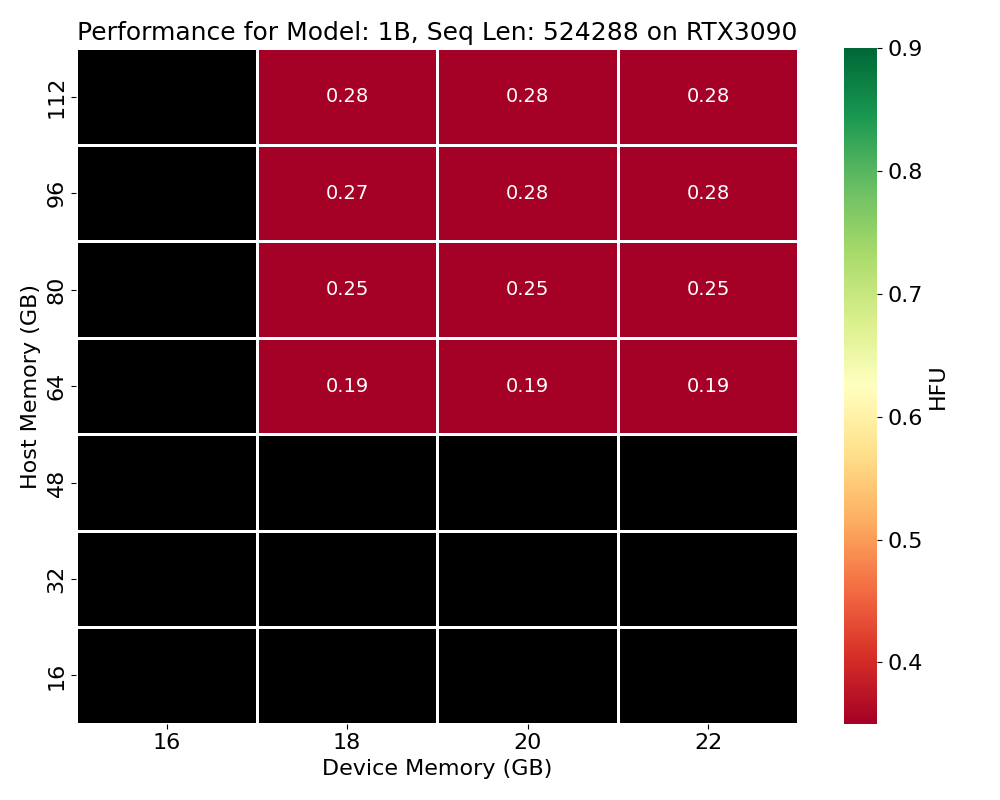 Performance for Model: 1B, Seq Len: 524288 on RTX3090
Host Memory (GB)
112
0.28 0.28 0.28
96
0.27 0.28 0.28
80
0.25 0.25 0.25
64
0.19 0.19 0.19
48
32
16
16 18 20 22
Device Memory (GB)
0.9
0.8
0.7
0.6
0.5
0.4
HFU